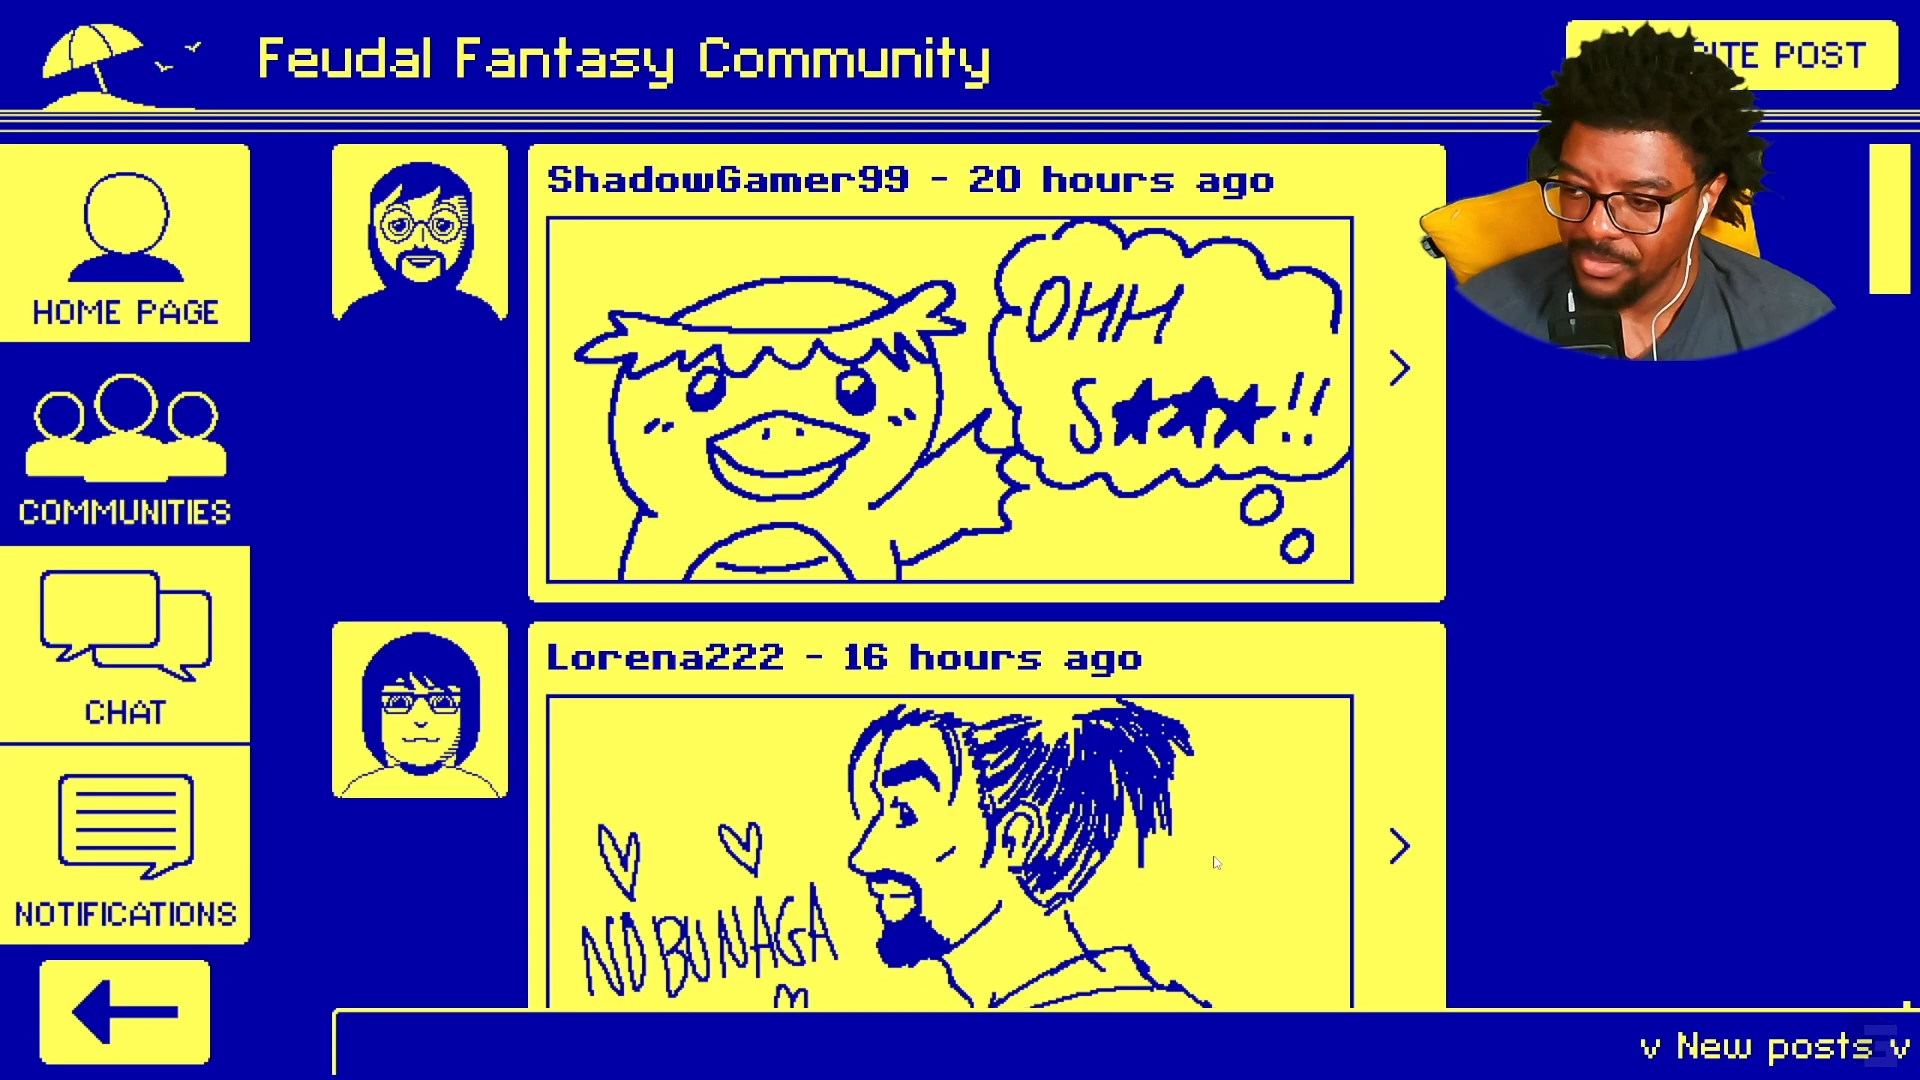 Feudal Fantasy Community
ITE POST
HOME PAGE
COMMUNITIES
CHAT
NOTIFICATIONS
ShadowGamer99 - 20 hours ago
OHH
S★★★!!
Lorena222 - 16 hours ago
NOBUNAGA
v New posts v